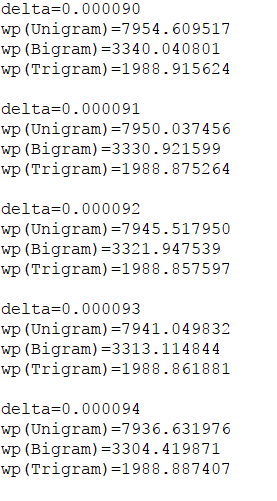 delta=0.000090
wp(Unigram)=7954.609517
wp(Bigram)=3340.040801
wp(Trigram)=1988.915624
delta=0.000091
wp(Unigram)=7950.037456
wp(Bigram)=3330.921599
wp(Trigram)=1988.875264
delta=0.000092
wp(Unigram)=7945.517950
wp(Bigram)=3321.947539
wp(Trigram)=1988.857597
delta=0.000093
wp(Unigram)=7941.049832
wp(Bigram)=3313.114844
wp(Trigram)=1988.861881
delta=0.000094
wp(Unigram)=7936.631976
wp(Bigram)=3304.419871
wp(Trigram)=1988.887407